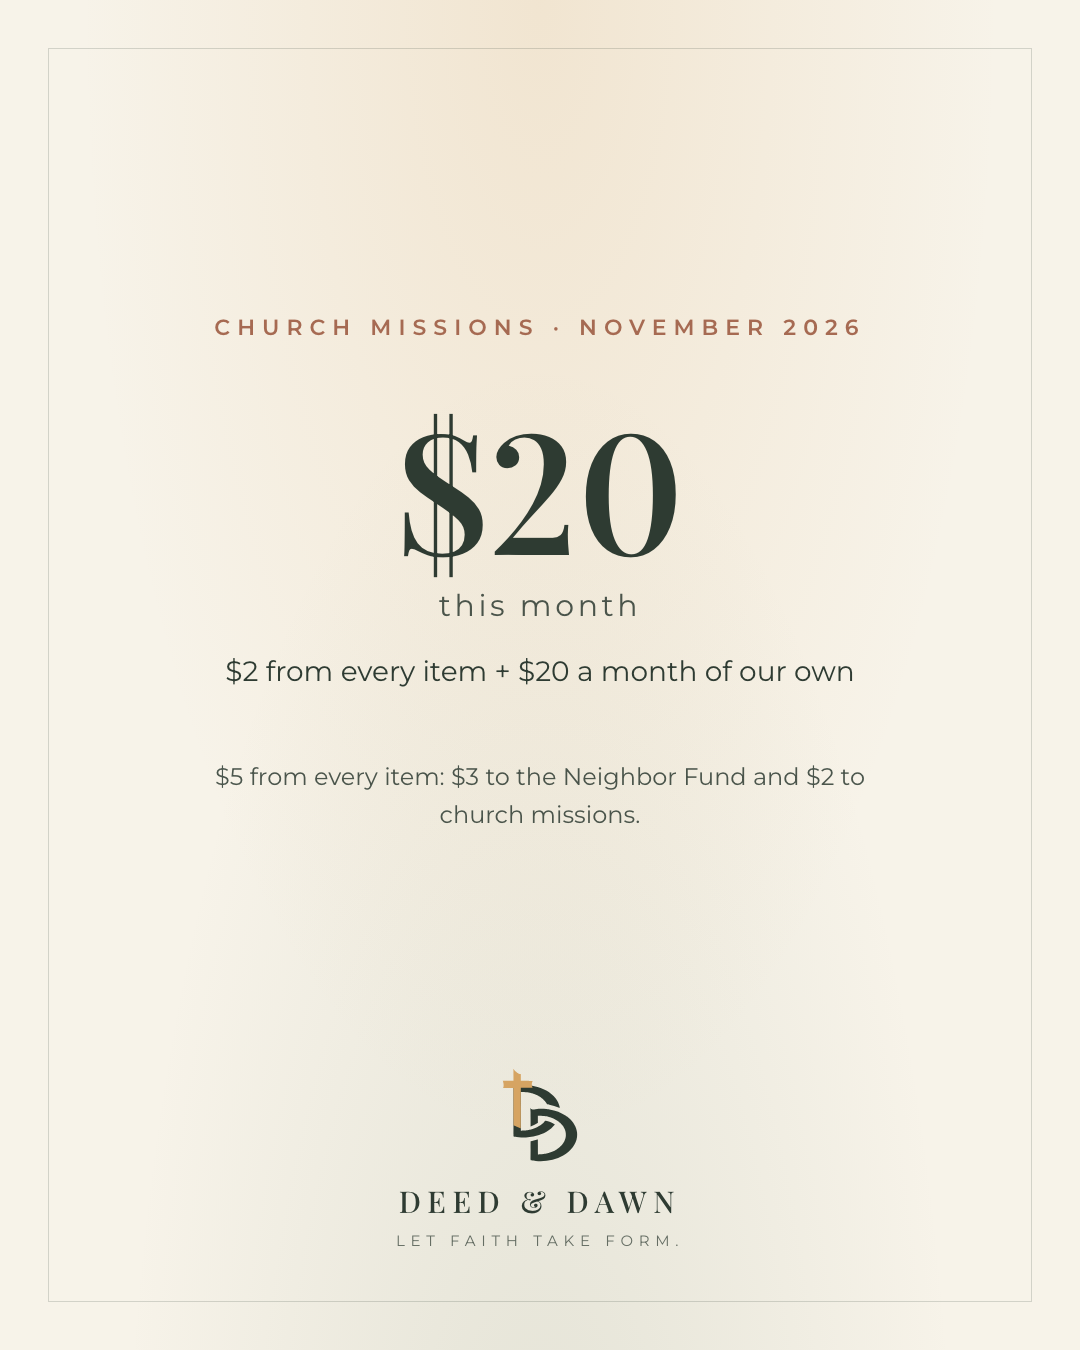 CHURCH MISSIONS · NOVEMBER 2026
$20
this month
$2 from every item + $20 a month of our own
$5 from every item: $3 to the Neighbor Fund and $2 to
church missions.
DEED & DAWN
LET FAITH TAKE FORM.